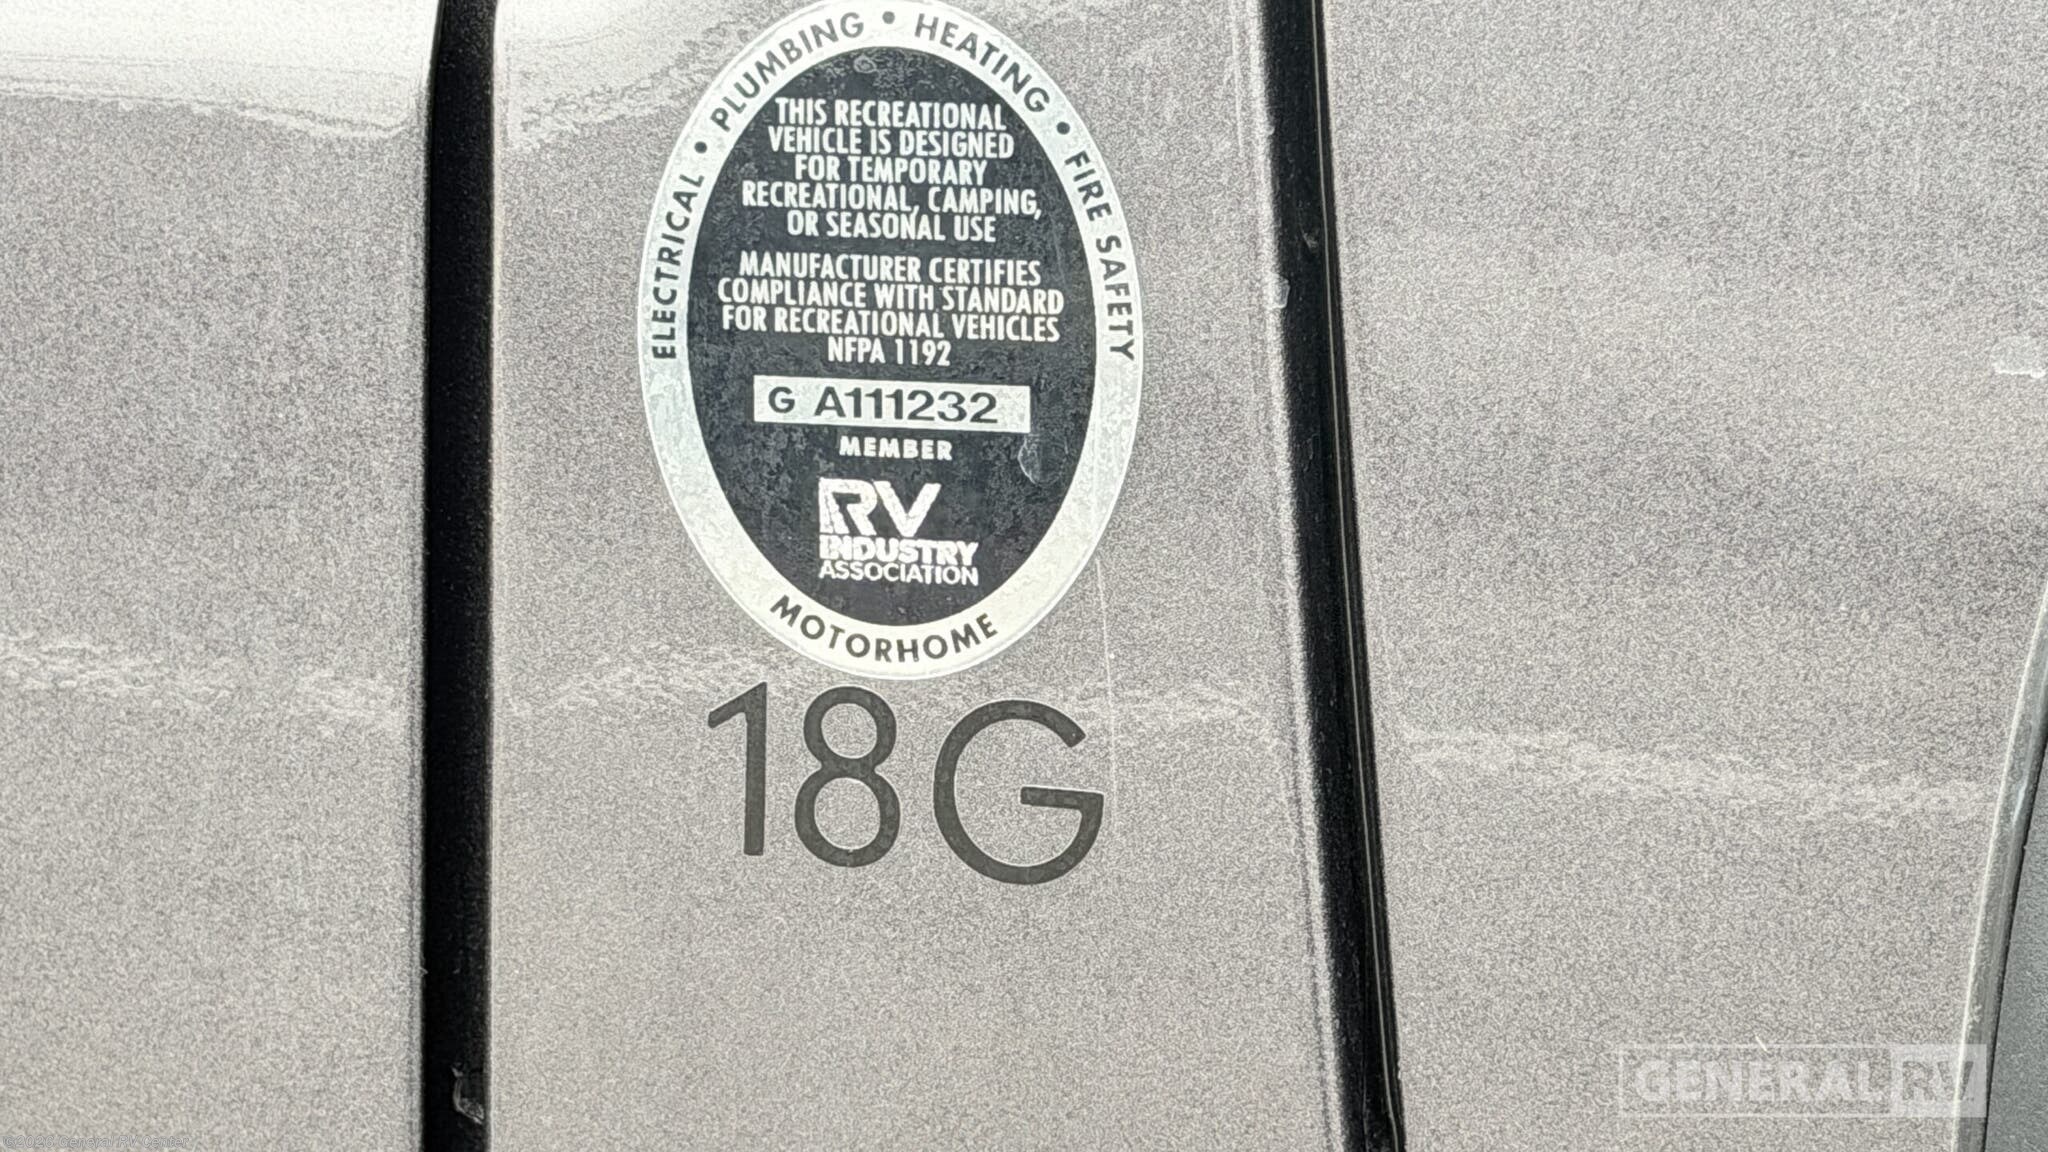 ELECTRICAL • PLUMBING • HEATING • FIRE SAFETY
THIS RECREATIONAL
VEHICLE IS DESIGNED
FOR TEMPORARY
RECREATIONAL, CAMPING,
OR SEASONAL USE
MANUFACTURER CERTIFIES
COMPLIANCE WITH STANDARD
FOR RECREATIONAL VEHICLES
NFPA 1192
G A111232
MEMBER
RV
INDUSTRY
ASSOCIATION
MOTORHOME
18G
GENERAL RV